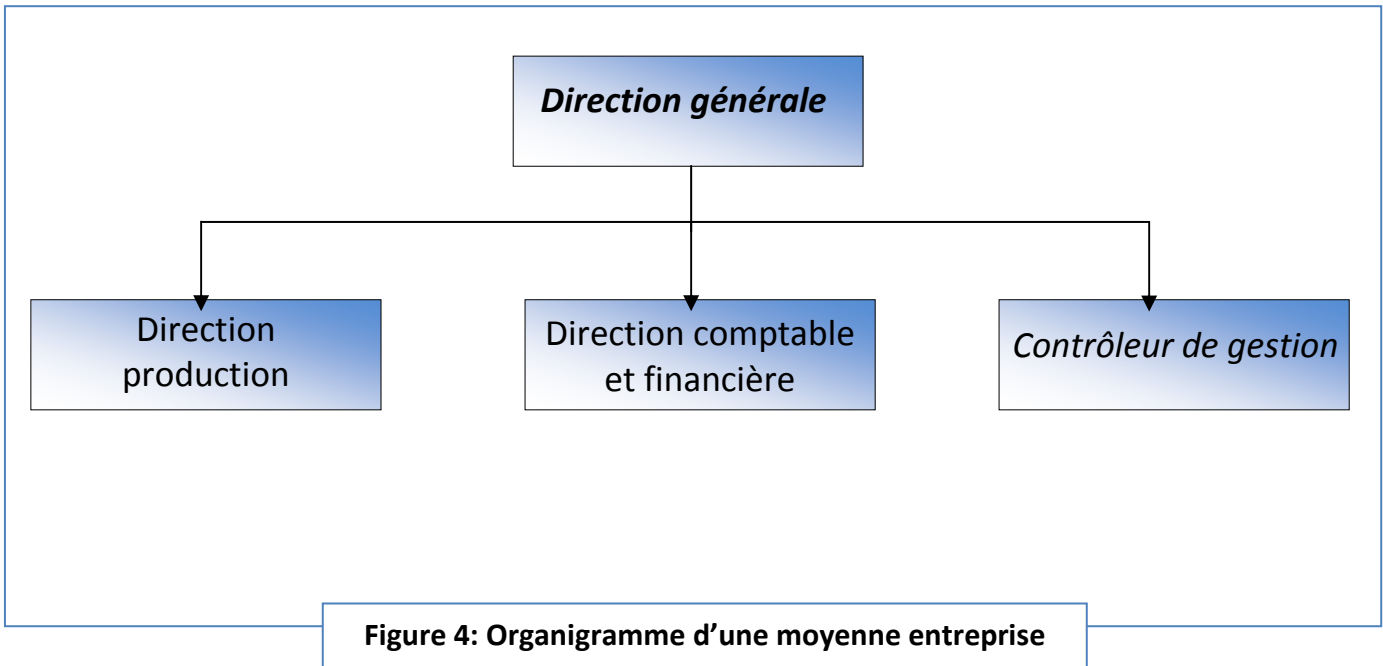 Direction générale
Direction
production
Direction comptable
et financière
Contrôleur de gestion
Figure 4: Organigramme d’une moyenne entreprise